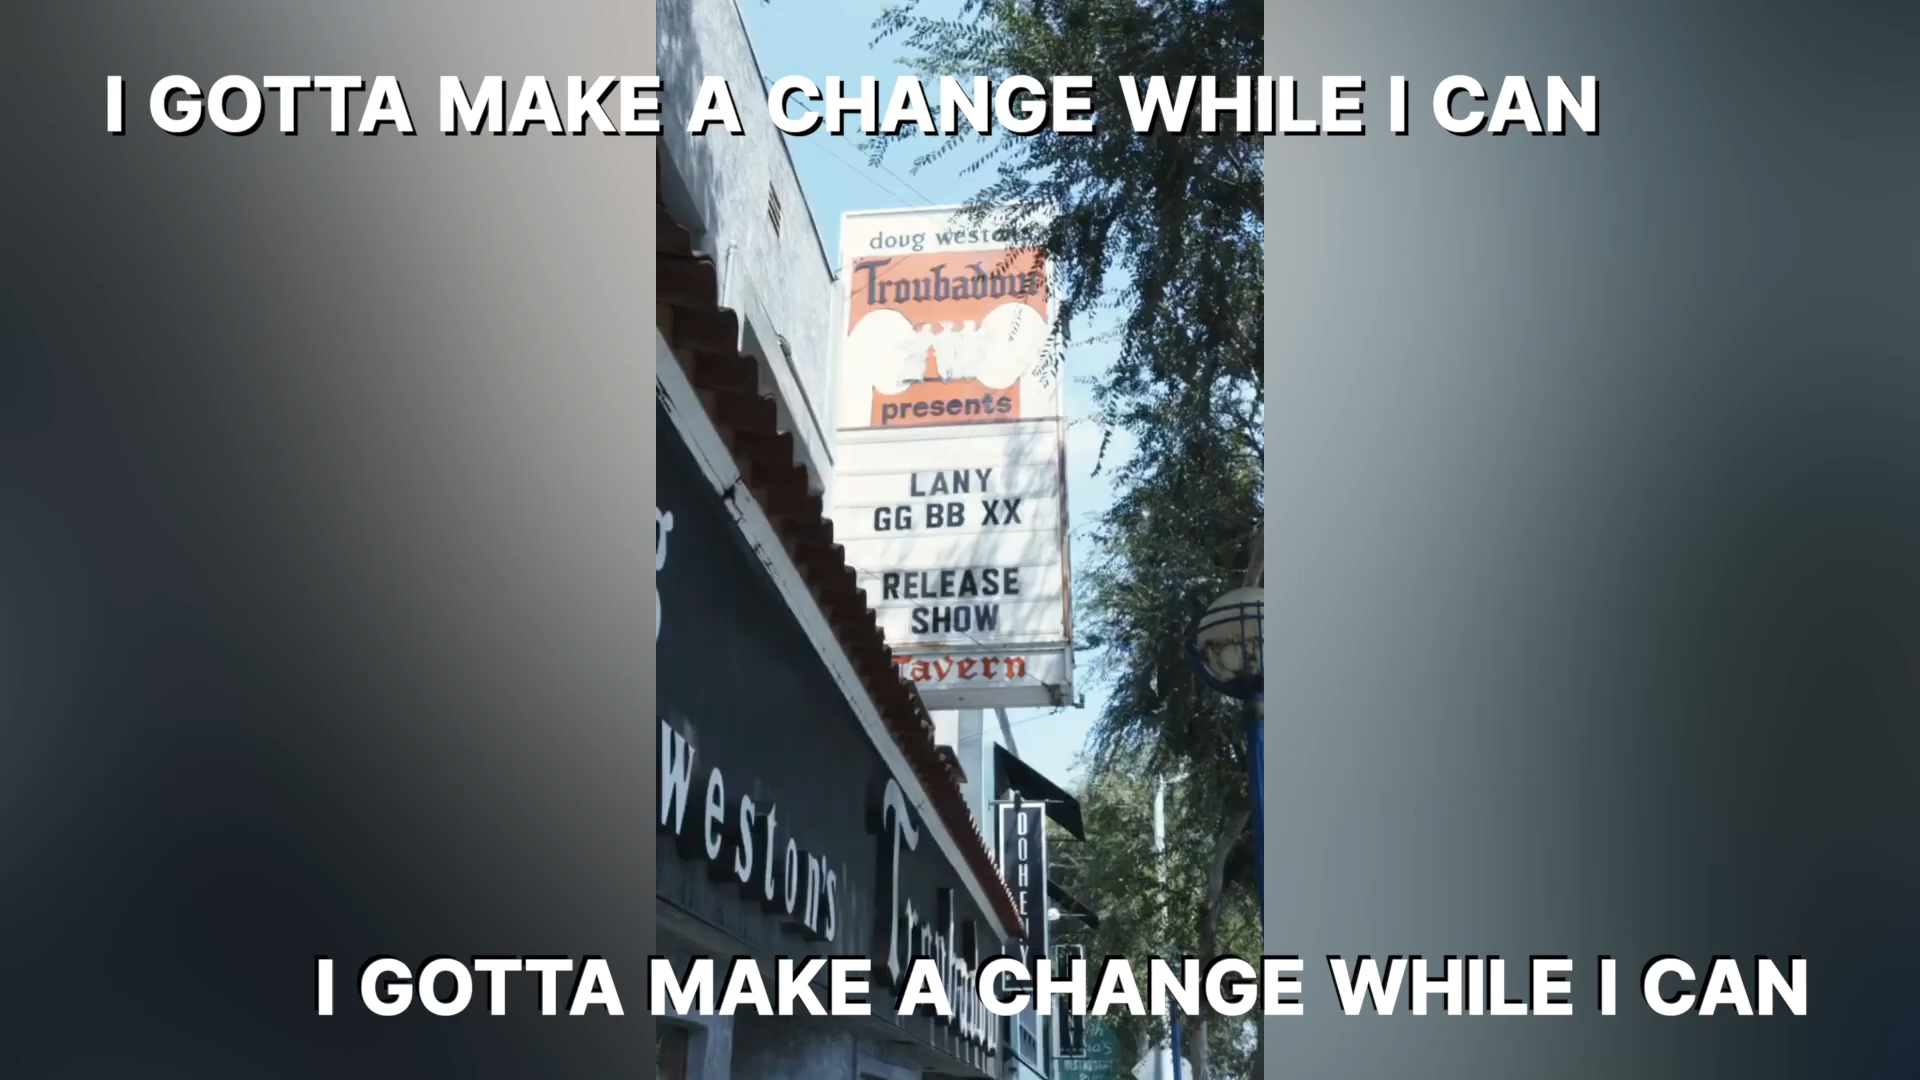 I GOTTA MAKE A CHANGE WHILE I CAN
doug
Troubadour
presents
LANY
GG BB XX
RELEASE
SHOW
Tavern
weston's
DOHENY
I GOTTA MAKE A CHANGE WHILE I CAN